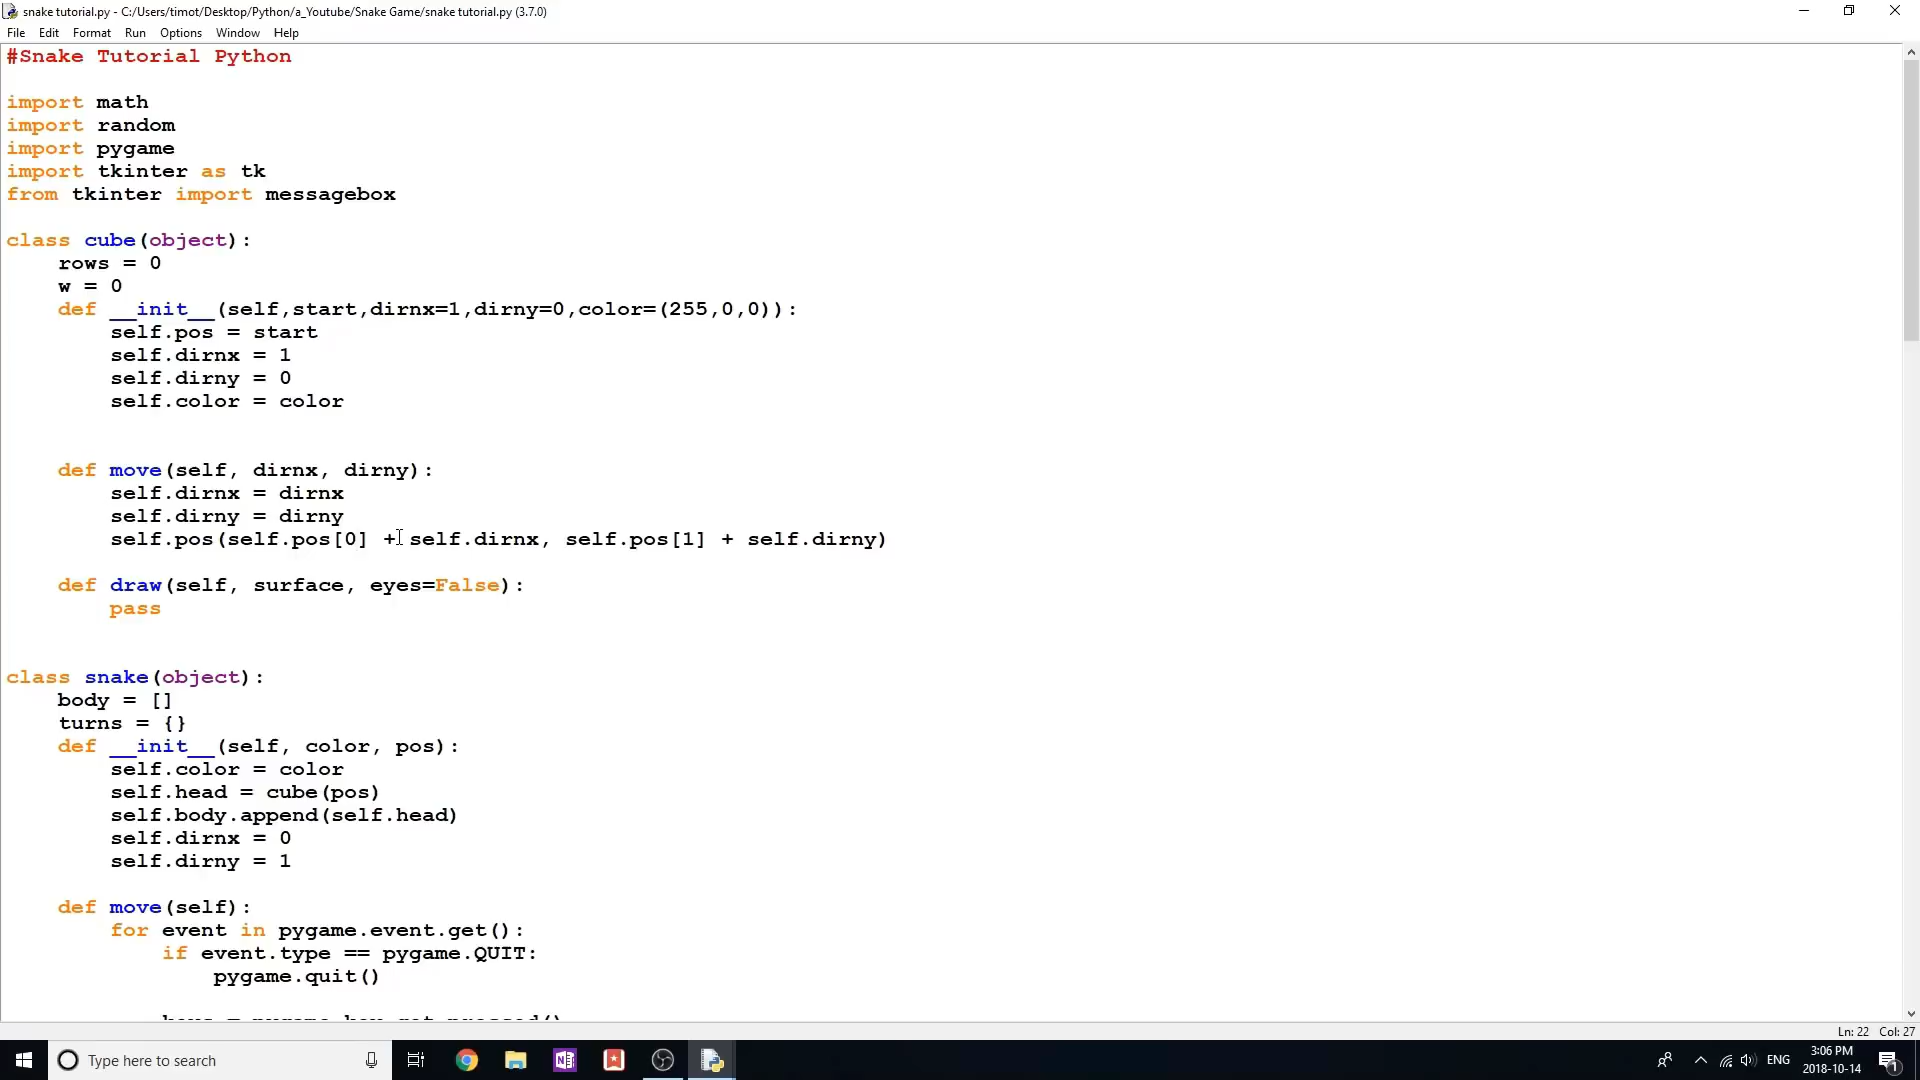 snake tutorial.py - C:/Users/timot/Desktop/Python/a_Youtube/Snake Game/snake tutorial.py (3.7.0)
File Edit Format Run Options Window Help
#Snake Tutorial Python
import math
import random
import pygame
import tkinter as tk
from tkinter import messagebox
class cube(object):
rows = 0
w = 0
def __init__(self,start,dirnx=1,dirny=0,color=(255,0,0)):
self.pos = start
self.dirnx = 1
self.dirny = 0
self.color = color
def move(self, dirnx, dirny):
self.dirnx = dirnx
self.dirny = dirny
self.pos(self.pos[0] + self.dirnx, self.pos[1] + self.dirny)
def draw(self, surface, eyes=False):
pass
class snake(object):
body = []
turns = {}
def __init__(self, color, pos):
self.color = color
self.head = cube(pos)
self.body.append(self.head)
self.dirnx = 0
self.dirny = 1
def move(self):
for event in pygame.event.get():
if event.type == pygame.QUIT:
pygame.quit()
keys = pygame.key.get_pressed()
Ln: 22 Col: 27
Type here to search
ENG
3:06 PM
2018-10-14
1